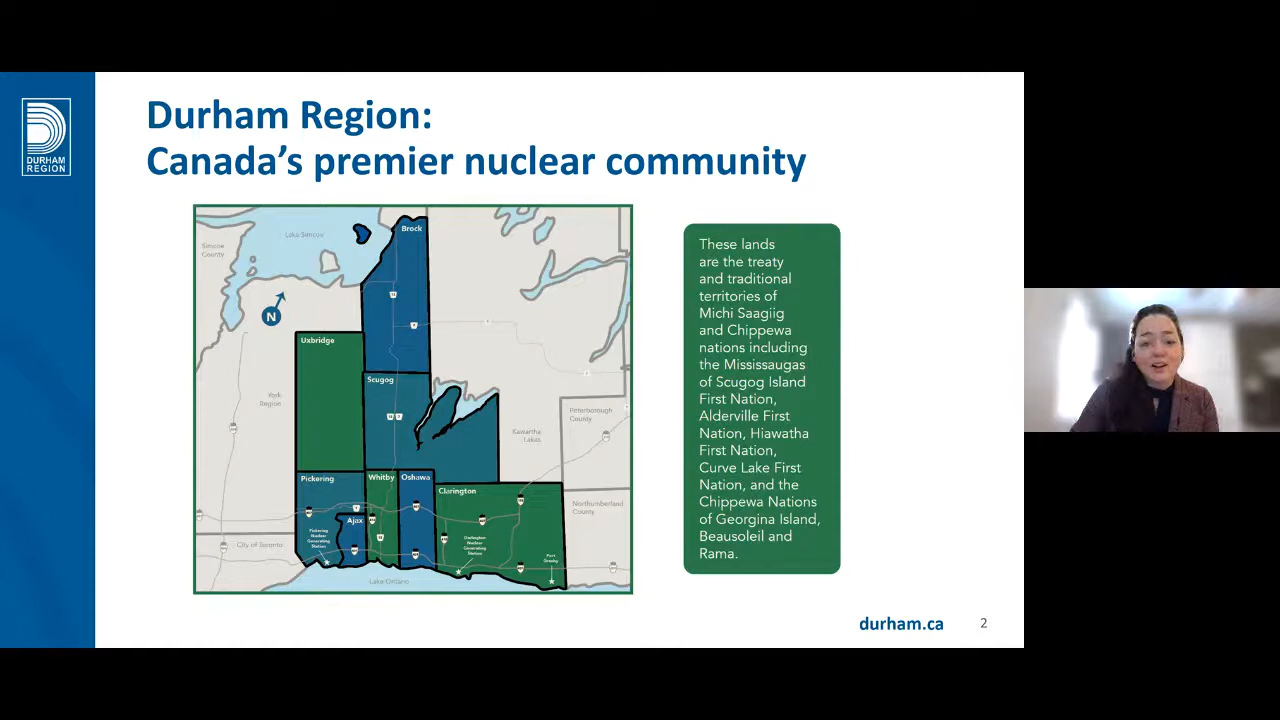 DURHAM
REGION
Durham Region:
Canada's premier nuclear community
Lake Simcoe
Brock
Simcoe
County
N
Uxbridge
Scugog
York
Region
Peterborough
County
Kawartha
Lakes
Pickering
Whitby
Oshawa
Clarington
Northumberland
County
Ajax
Pickering
Nuclear
Generating
Station
Darlington
Nuclear
Generating
Station
City of Toronto
Port
Granby
Lake Ontario
These lands
are the treaty
and traditional
territories of
Michi Saagiig
and Chippewa
nations including
the Mississaugas
of Scugog Island
First Nation,
Alderville First
Nation, Hiawatha
First Nation,
Curve Lake First
Nation, and the
Chippewa Nations
of Georgina Island,
Beausoleil and
Rama.
durham.ca
2